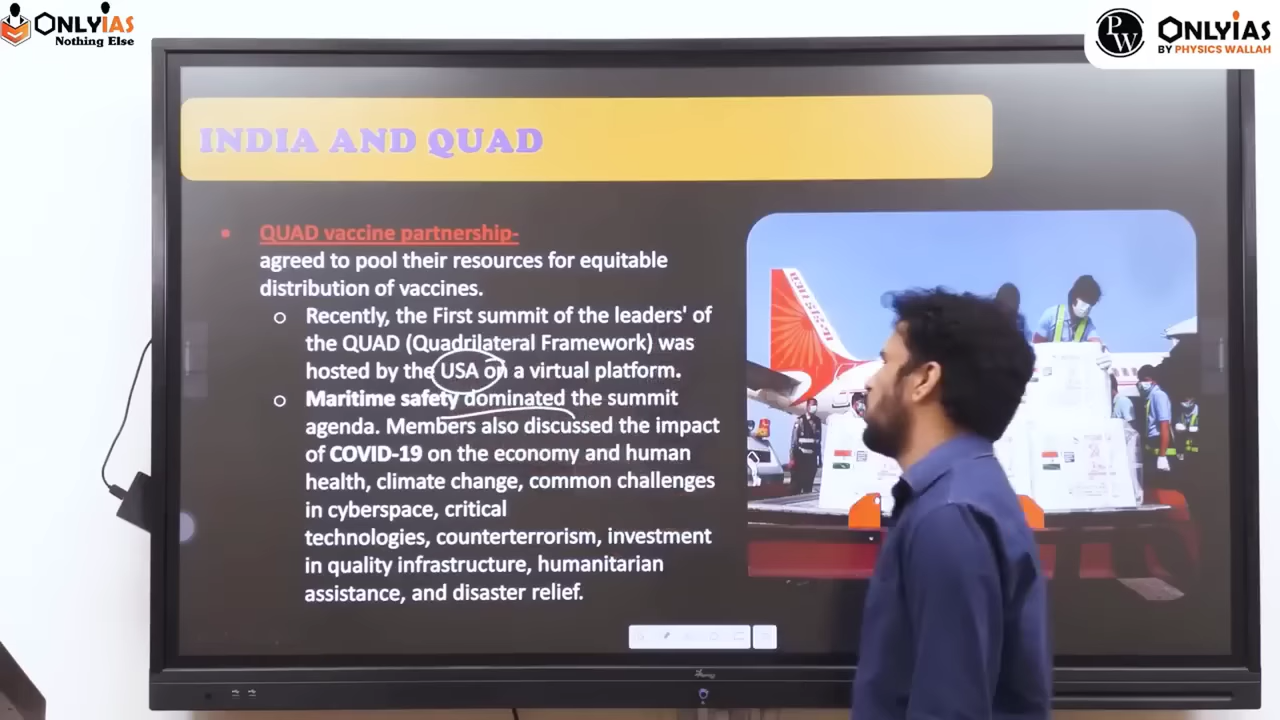 ONLYIAS
Nothing Else
PW
ONLYIAS
BY PHYSICS WALLAH
INDIA AND QUAD
• QUAD vaccine partnership-
agreed to pool their resources for equitable
distribution of vaccines.
o Recently, the First summit of the leaders' of
the QUAD (Quadrilateral Framework) was
hosted by the USA on a virtual platform.
o Maritime safety dominated the summit
agenda. Members also discussed the impact
of COVID-19 on the economy and human
health, climate change, common challenges
in cyberspace, critical
technologies, counterterrorism, investment
in quality infrastructure, humanitarian
assistance, and disaster relief.